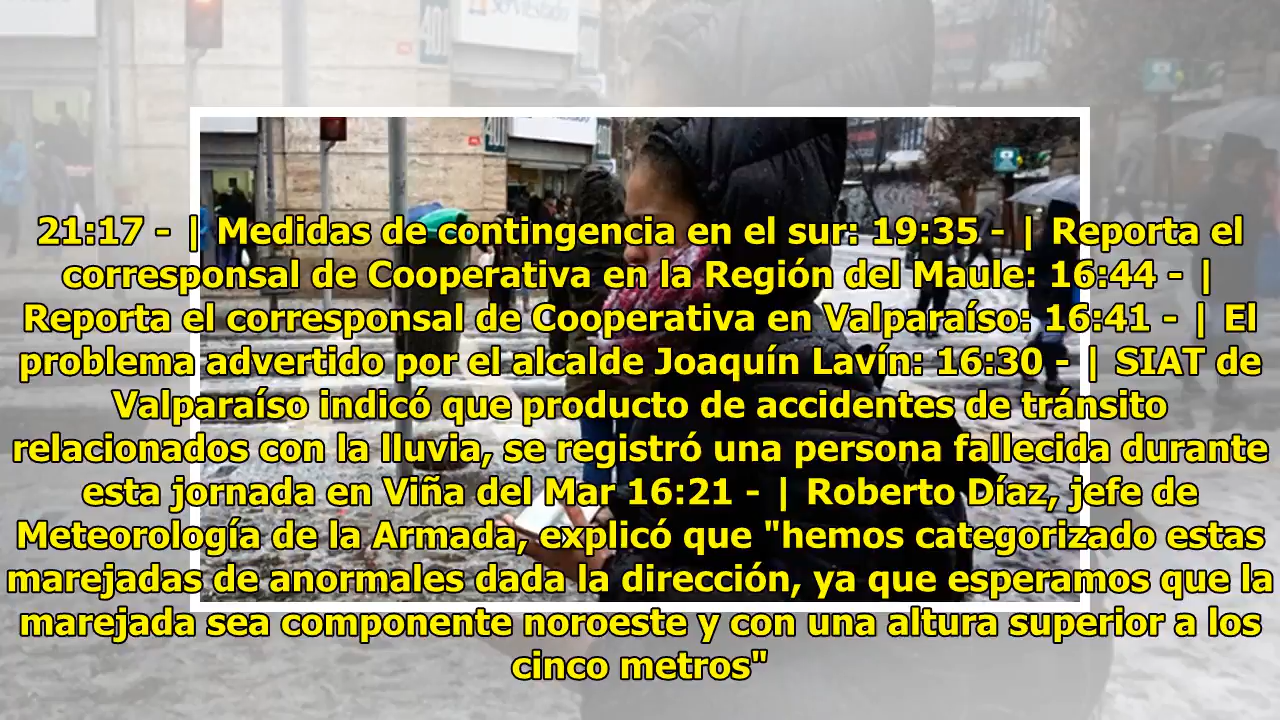 serviestado
401
401
servicio
21:17 - | Medidas de contingencia en el sur: 19:35 - | Reporta el
corresponsal de Cooperativa en la Región del Maule: 16:44 - |
Reporta el corresponsal de Cooperativa en Valparaíso: 16:41 - | El
problema advertido por el alcalde Joaquín Lavín: 16:30 - | SIAT de
Valparaíso indicó que producto de accidentes de tránsito
relacionados con la lluvia, se registró una persona fallecida durante
esta jornada en Viña del Mar 16:21 - | Roberto Díaz, jefe de
Meteorología de la Armada, explicó que "hemos categorizado estas
marejadas de anormales dada la dirección, ya que esperamos que la
marejada sea componente noroeste y con una altura superior a los
cinco metros"